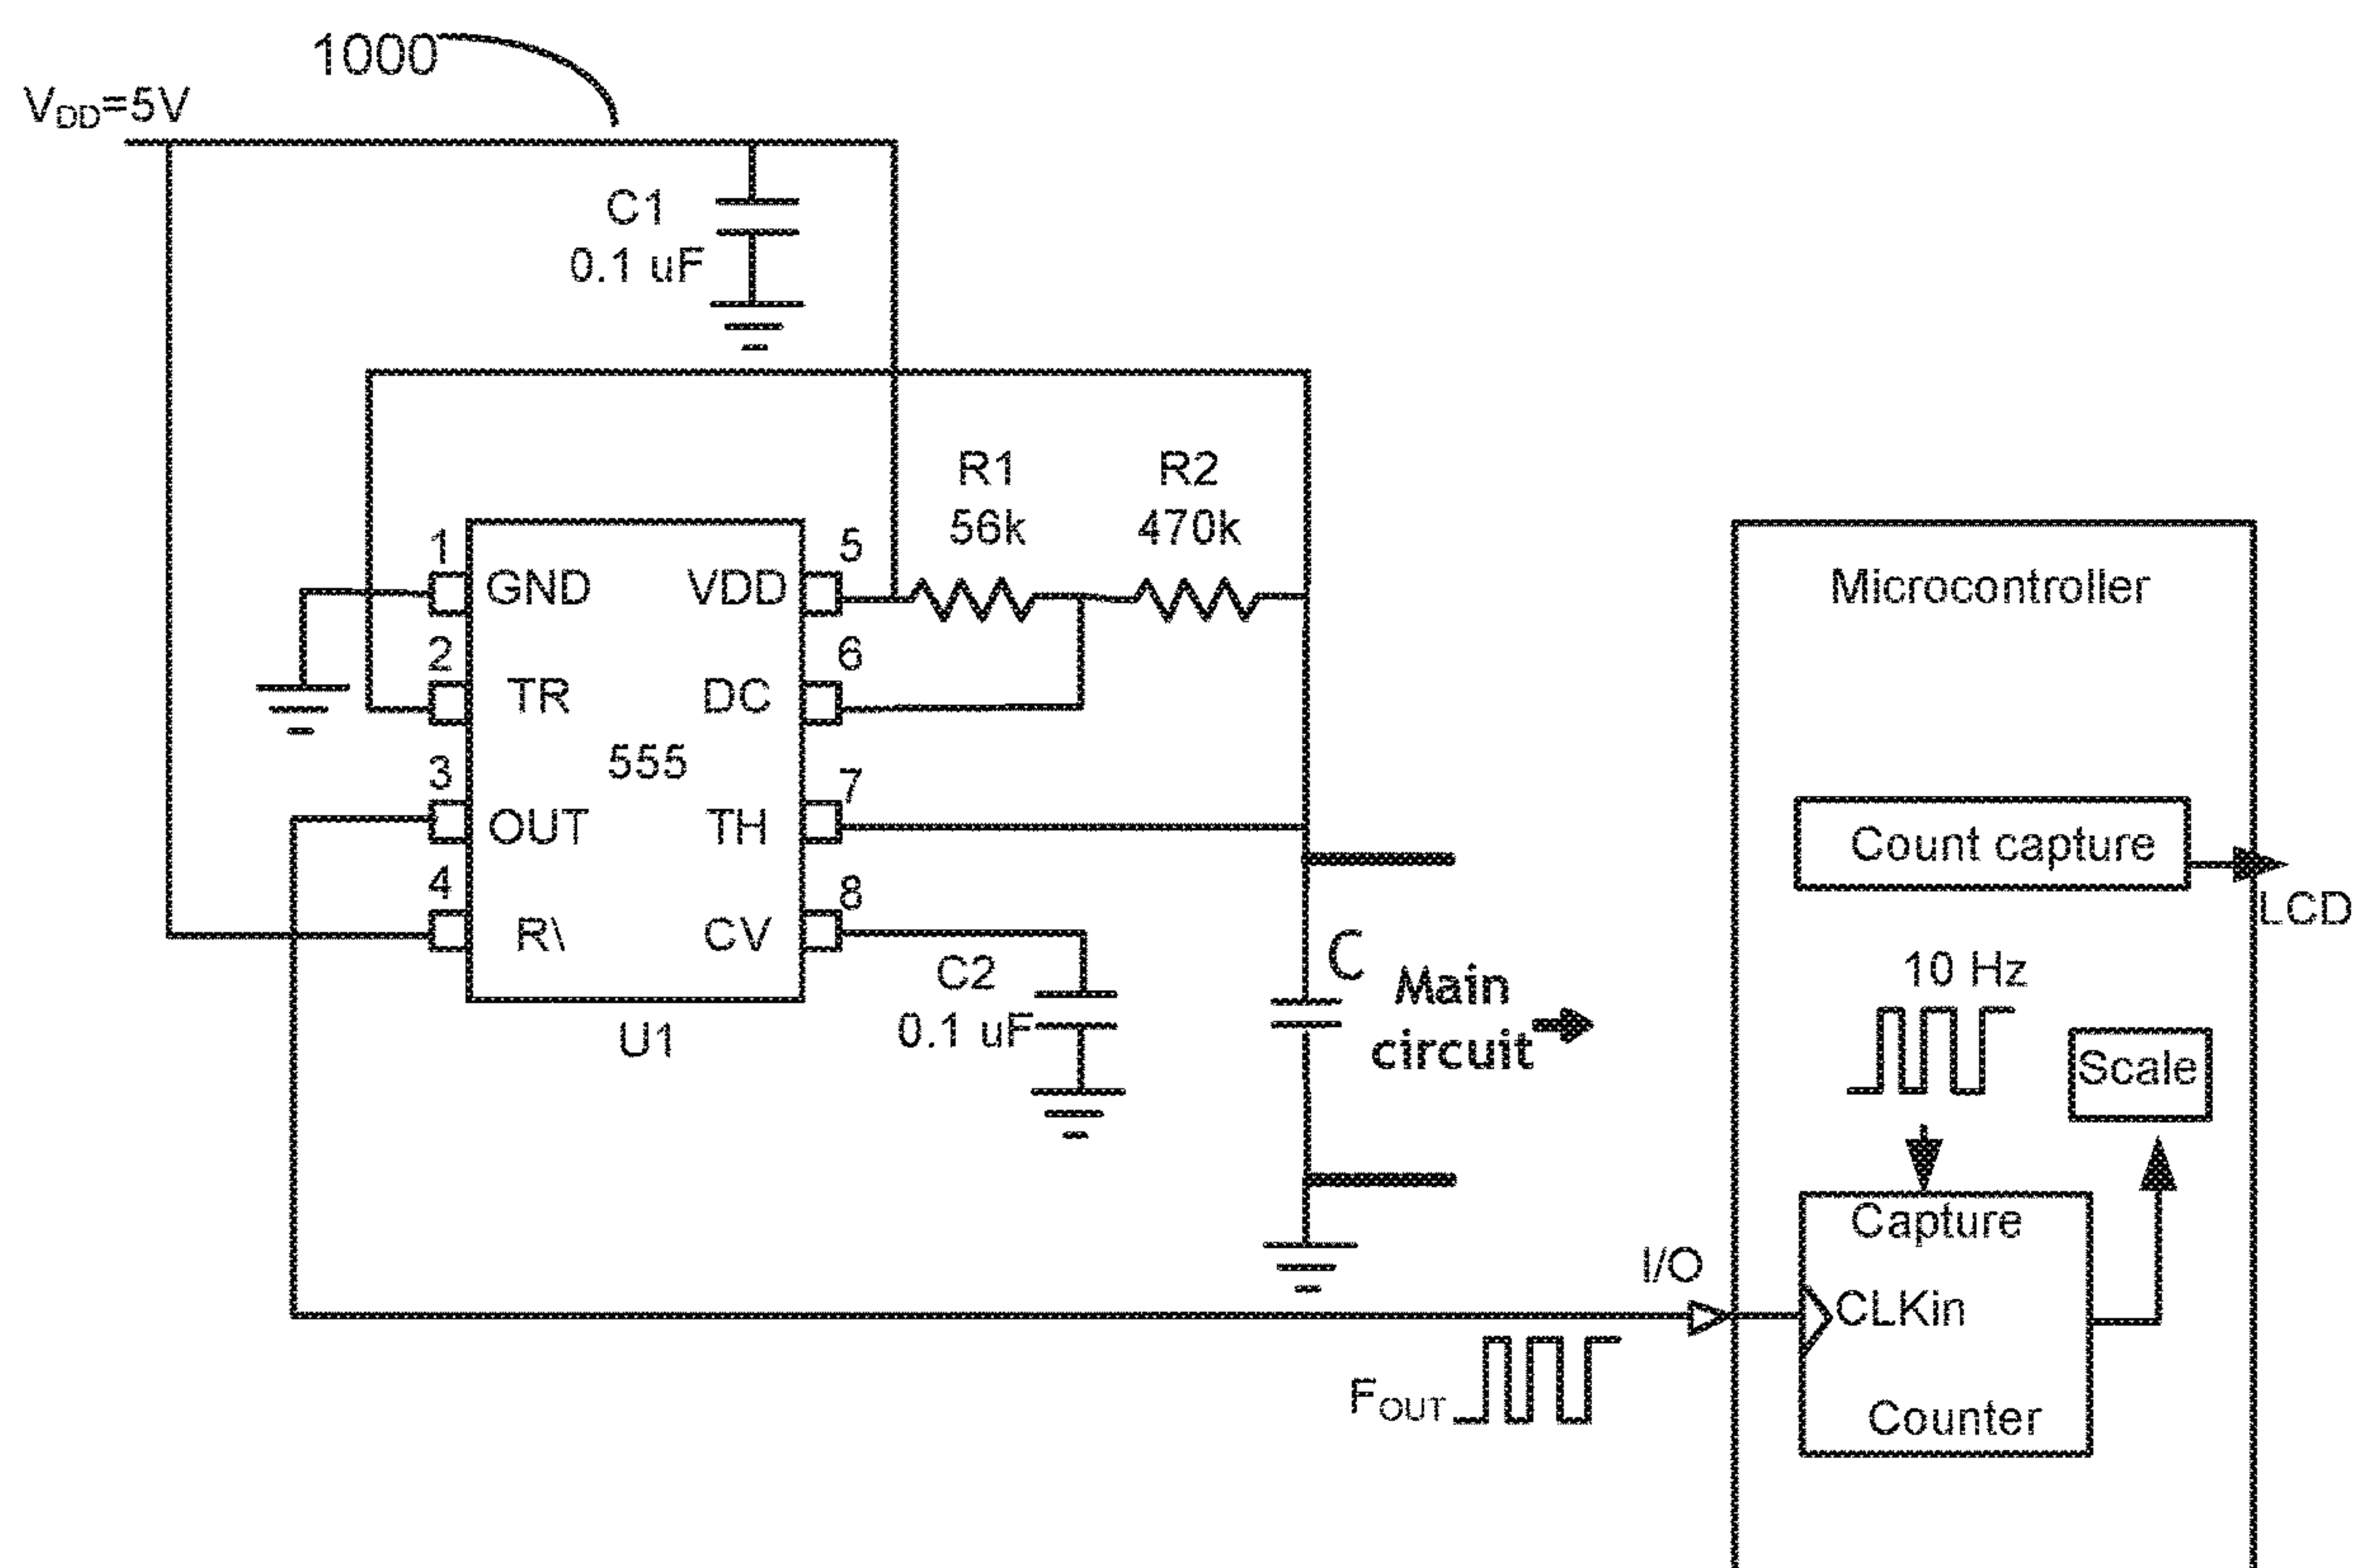 1000
V_DD=5V
C1
0.1 uF
R1
56k
R2
470k
1
GND
VDD
5
2
TR
DC
6
555
3
OUT
TH
7
4
R\
CV
8
U1
C2
0.1 uF
C
Main
circuit
Microcontroller
Count capture
LCD
10 Hz
Scale
Capture
I/O
CLKin
Counter
F_OUT